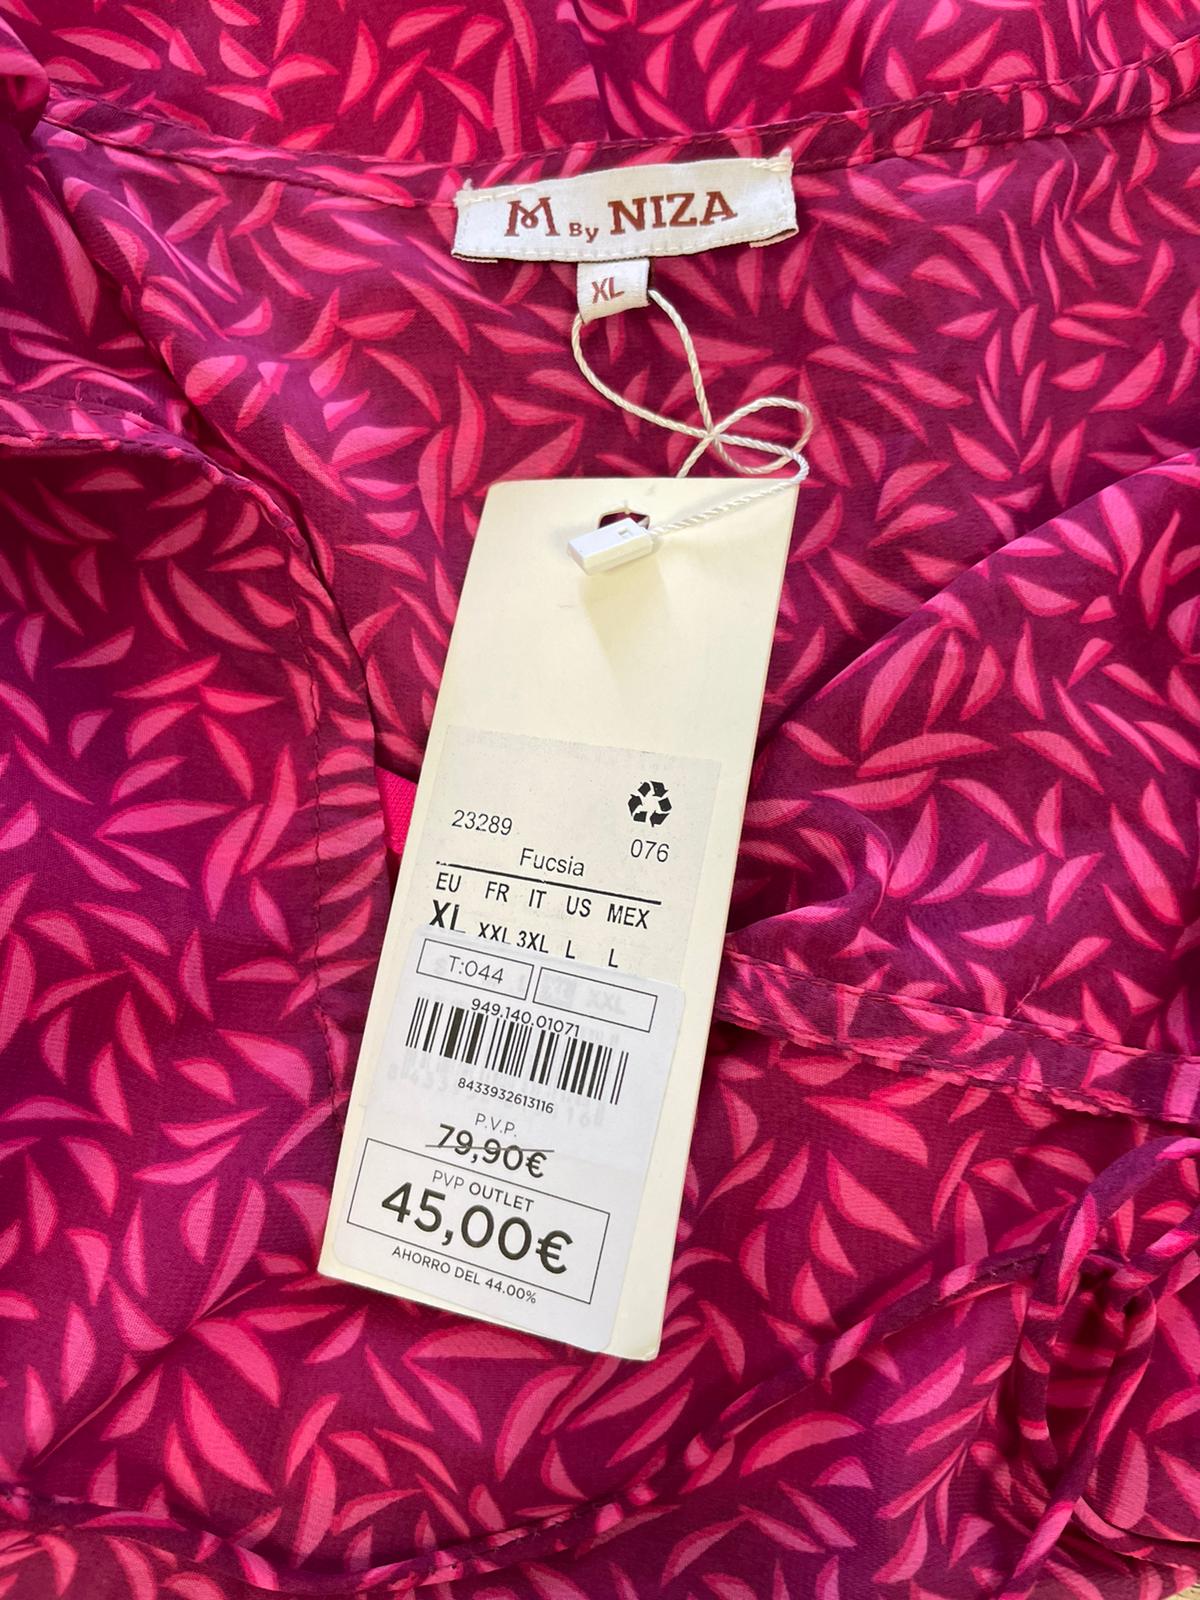 M By NIZA
XL
23289
076
Fucsia
EU FR IT US MEX
XL XXL 3XL L L
T:044
949.140.01071
8433932613116
P.V.P.
79,90€
PVP OUTLET
45,00€
AHORRO DEL 44.00%